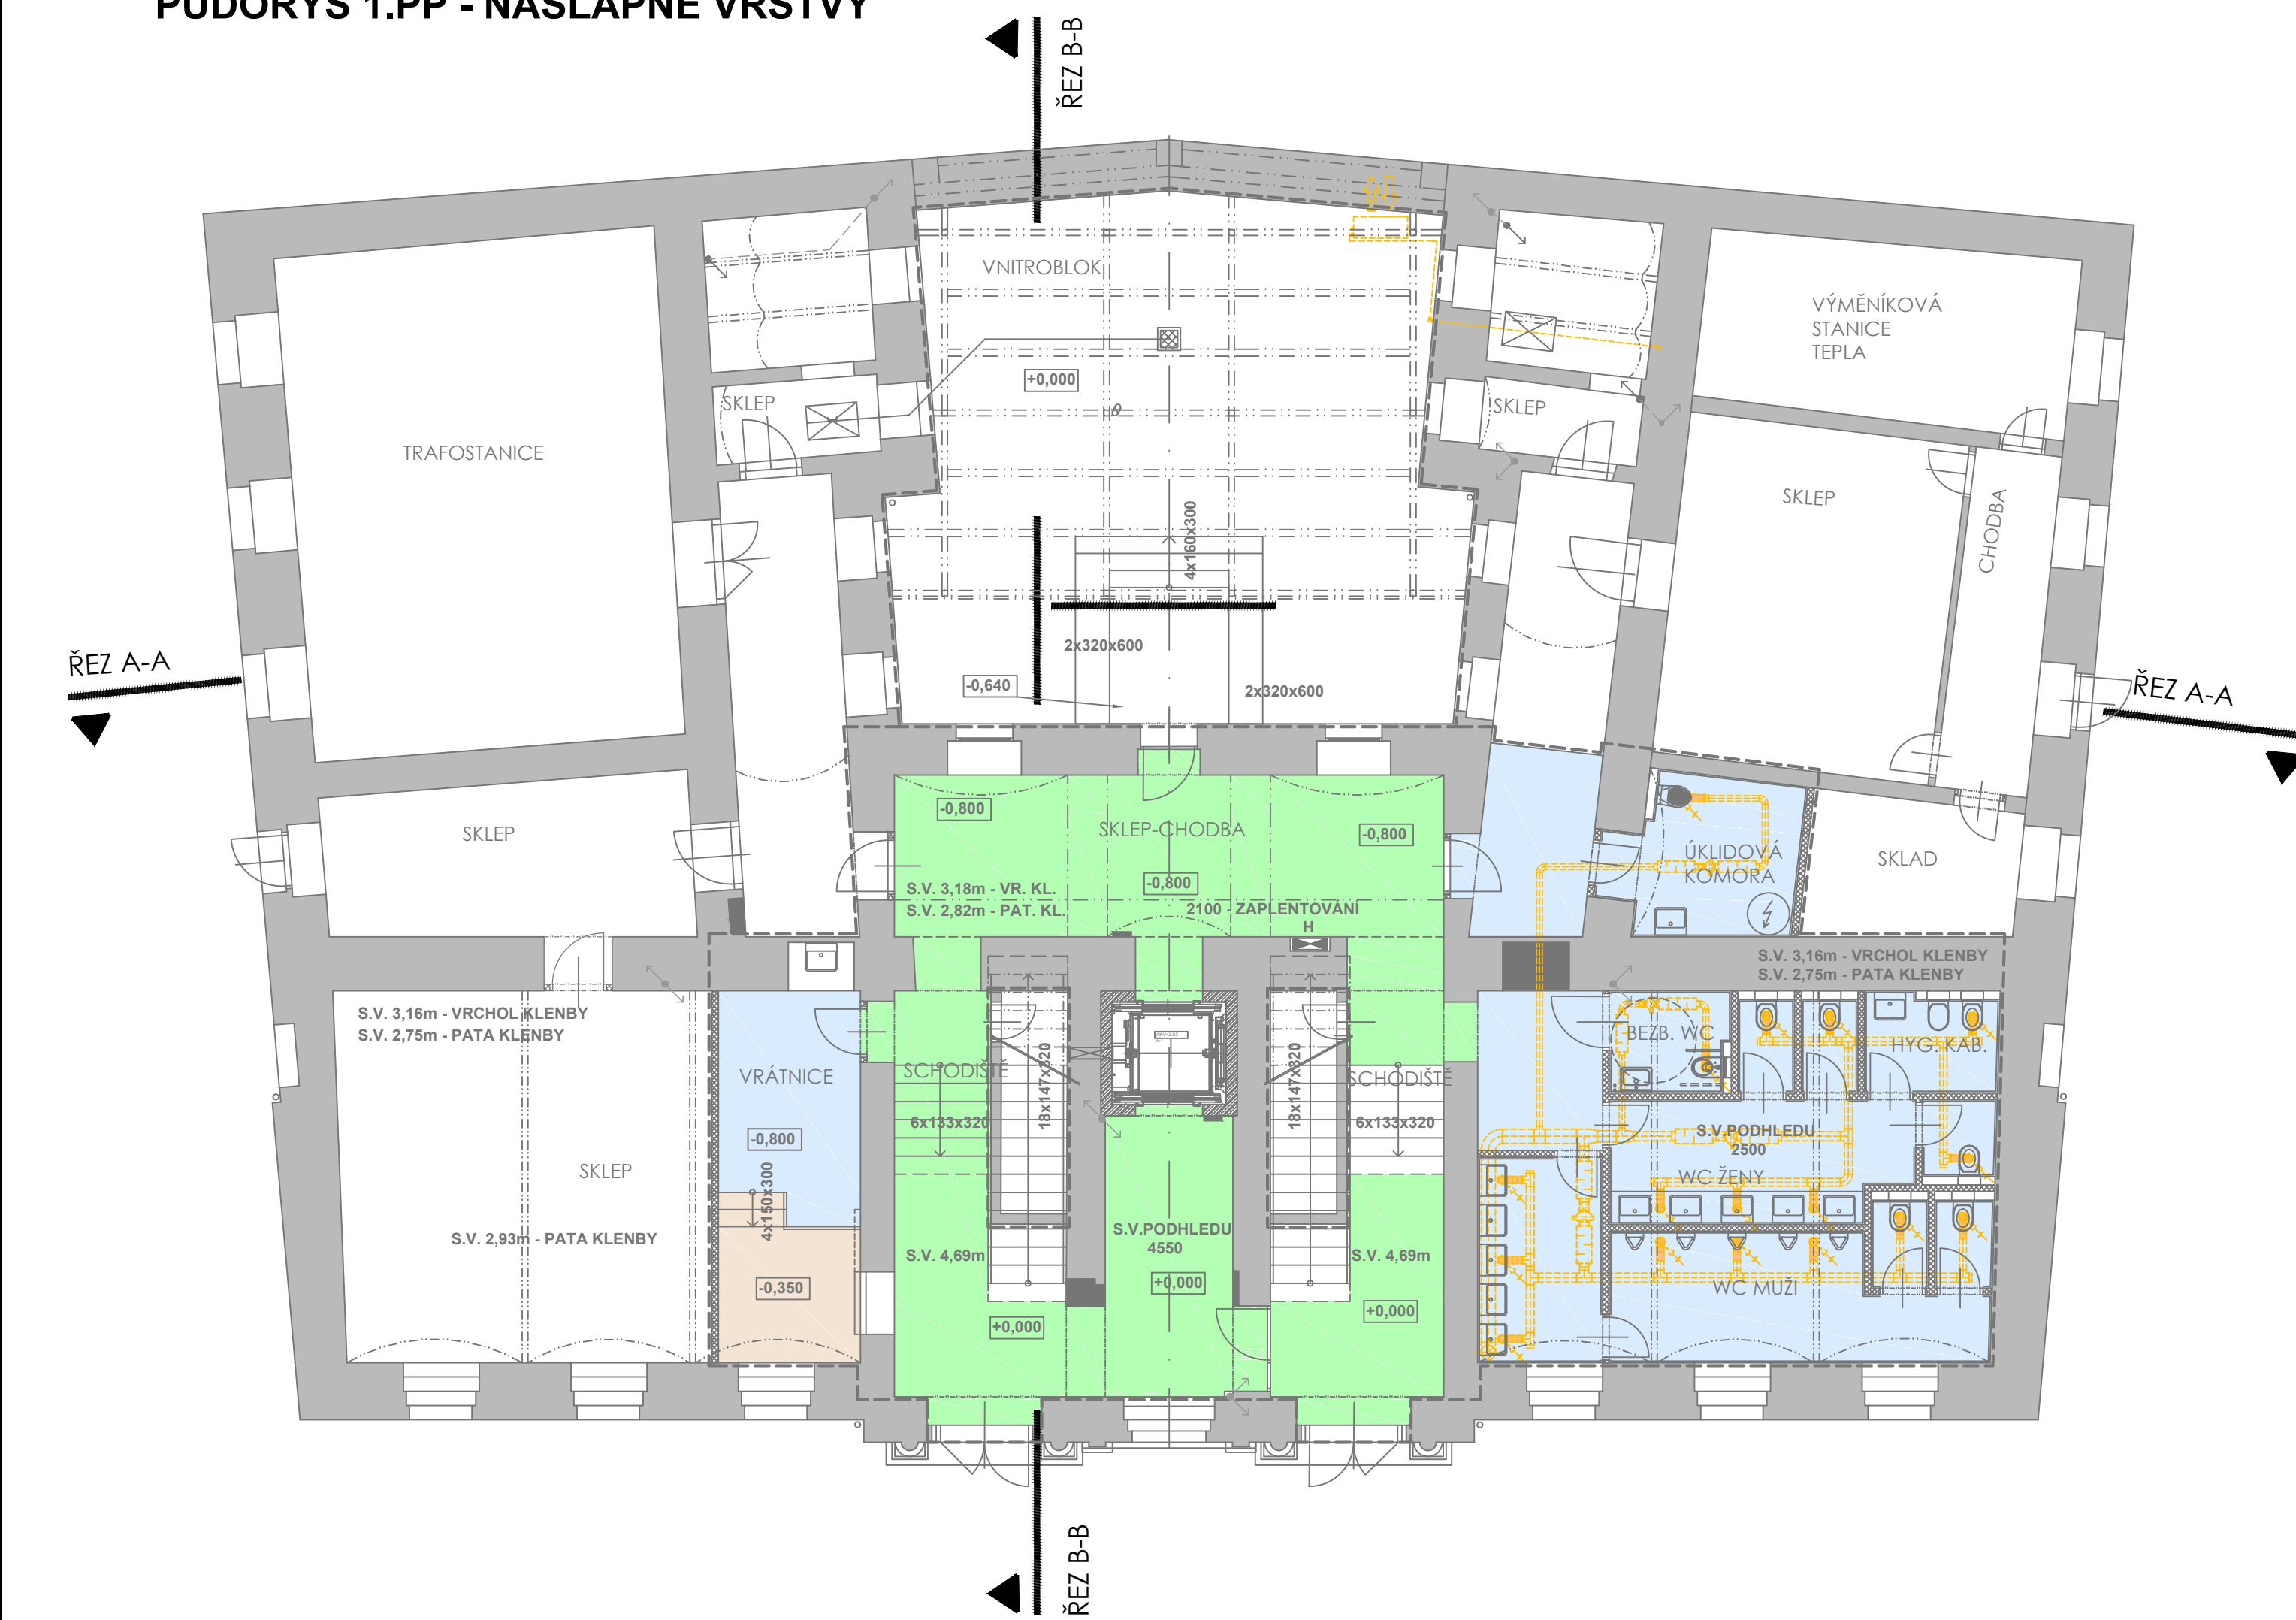 PŮDORYS 1.PP - NÁŠLAPNÉ VRSTVY
ŘEZ B-B
VNITROBLOK
+0,000
8
VÝMĚNÍKOVÁ
STANICE
TEPLA
SKLEP
SKLEP
TRAFOSTANICE
SKLEP
CHODBA
4x160x300
2x320x600
2x320x600
-0,640
ŘEZ A-A
ŘEZ A-A
-0,800
SKLEP-CHODBA
-0,800
SKLEP
ÚKLIDOVÁ
KOMORA
SKLAD
-0,800
S.V. 3,18m - VR. KL.
S.V. 2,82m - PAT. KL.
2100 - ZAPLENTOVÁNÍ
H
S.V. 3,16m - VRCHOL KLENBY
S.V. 2,75m - PATA KLENBY
S.V. 3,16m - VRCHOL KLENBY
S.V. 2,75m - PATA KLENBY
BEZB. WC
HYG. KAB.
VRÁTNICE
SCHODIŠTĚ
SCHODIŠTĚ
18x147x320
18x147x320
6x133x320
6x133x320
-0,800
S.V.PODHLEDU
2500
WC ŽENY
SKLEP
4x150x300
S.V. 2,93m - PATA KLENBY
S.V. 4,69m
S.V.PODHLEDU
4550
S.V. 4,69m
-0,350
+0,000
+0,000
+0,000
WC MUŽI
ŘEZ B-B